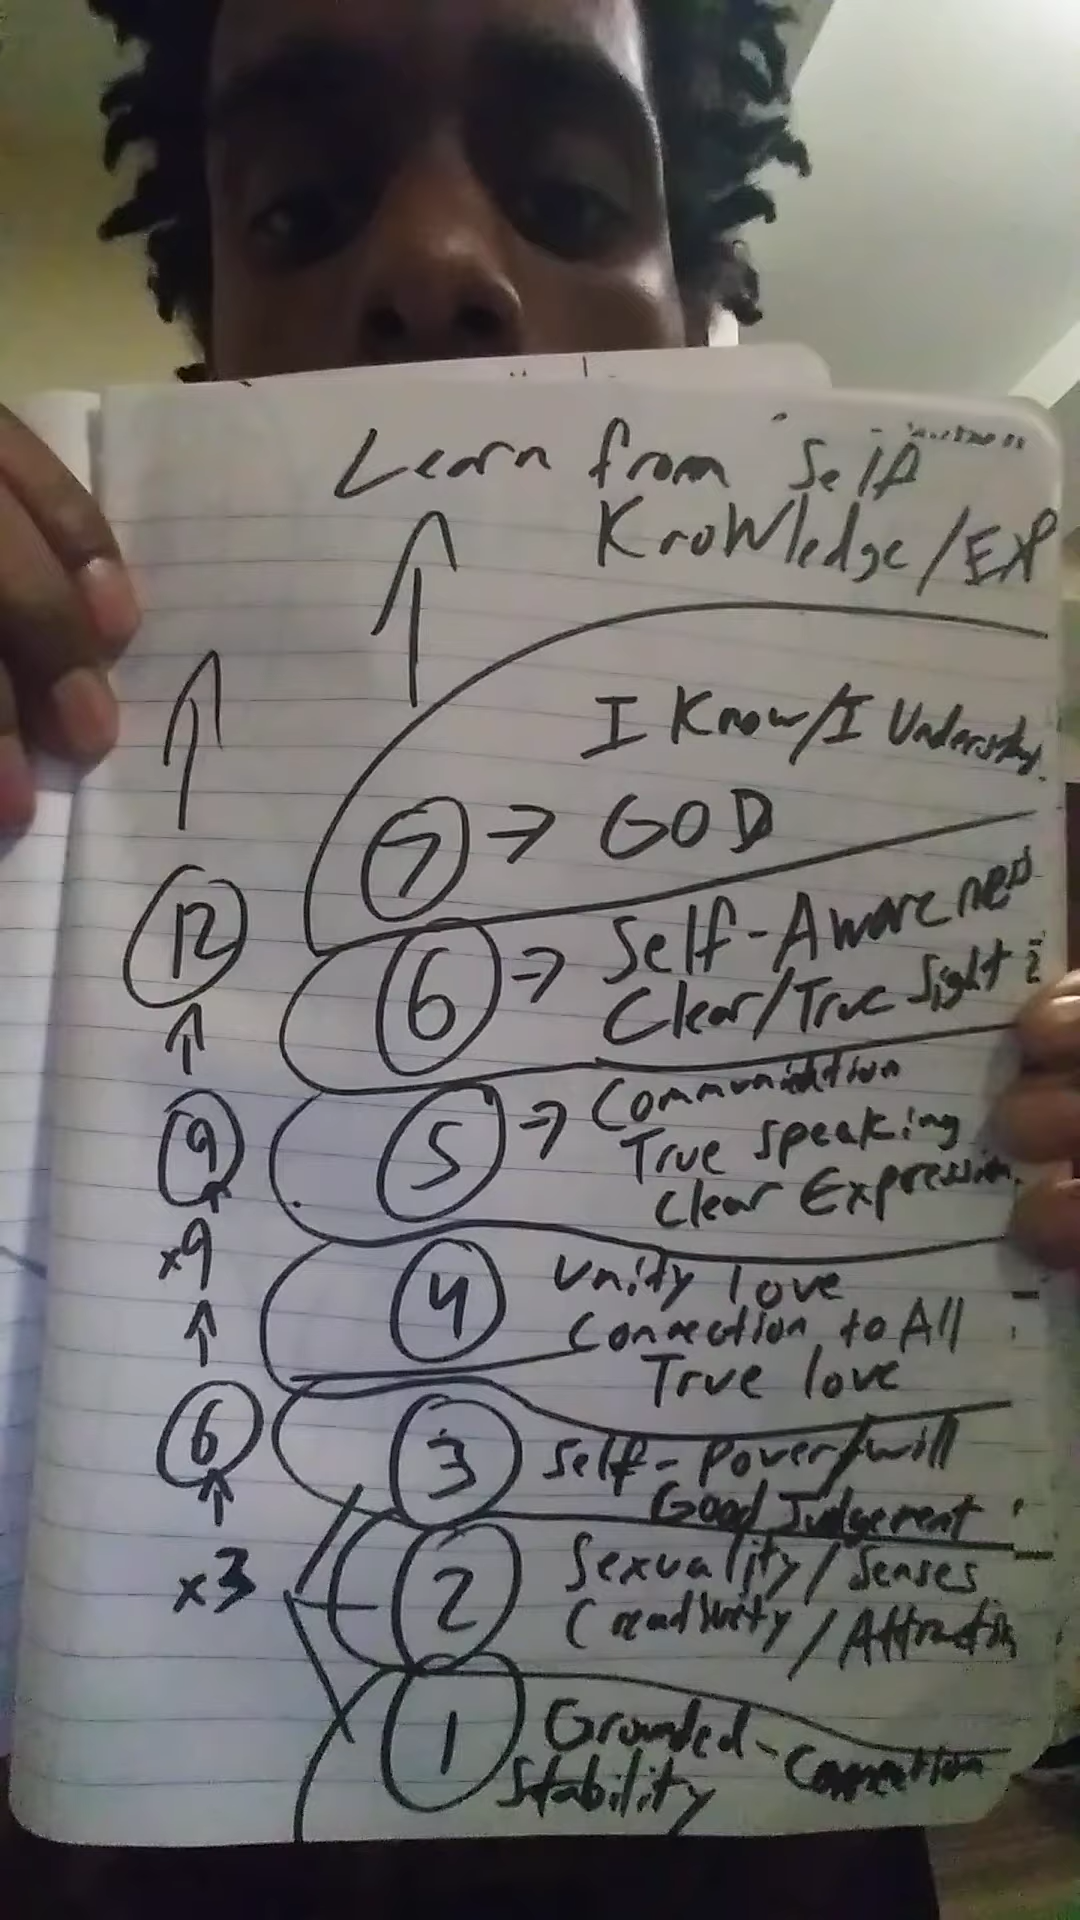 Learn from Self
Knowledge/EXP
I Know/I Understand.
7 → GOD
12
6 → Self-Awareness
Clear/True Sight
5 → Communication
9
True speaking
Clear Expression.
x9
4 Unity love
Connection to All
True love
6
3 Self-Power/will
Good Judgement
x3
2 Sexuality/Senses
Creativity/Attraction
1 Grounded-Connection
Stability